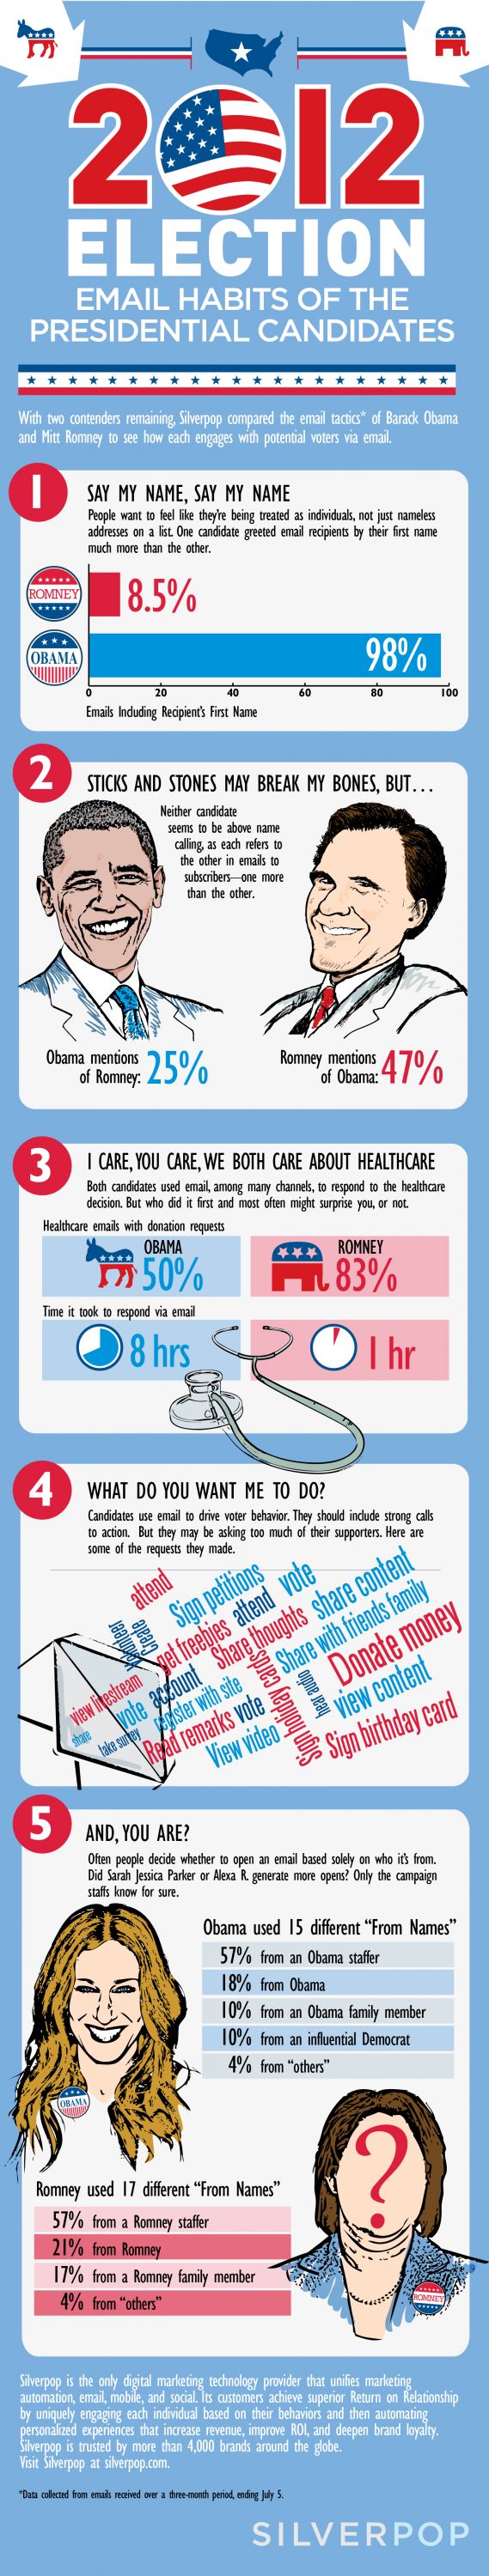 2012
ELECTION
EMAIL HABITS OF THE
PRESIDENTIAL CANDIDATES
With two contenders remaining, Silverpop compared the email tactics* of Barack Obama
and Mitt Romney to see how each engages with potential voters via email.
1
SAY MY NAME, SAY MY NAME
People want to feel like they're being treated as individuals, not just nameless
addresses on a list. One candidate greeted email recipients by their first name
much more than the other.
ROMNEY
8.5%
OBAMA
98%
0 20 40 60 80 100
Emails Including Recipient's First Name
2
STICKS AND STONES MAY BREAK MY BONES, BUT...
Neither candidate
seems to be above name
calling, as each refers to
the other in emails to
subscribers—one more
than the other.
Obama mentions
of Romney: 25%
Romney mentions
of Obama: 47%
3
I CARE, YOU CARE, WE BOTH CARE ABOUT HEALTHCARE
Both candidates used email, among many channels, to respond to the healthcare
decision. But who did it first and most often might surprise you, or not.
Healthcare emails with donation requests
OBAMA
50%
ROMNEY
83%
Time it took to respond via email
8 hrs
1 hr
4
WHAT DO YOU WANT ME TO DO?
Candidates use email to drive voter behavior. They should include strong calls
to action. But they may be asking too much of their supporters. Here are
some of the requests they made.
attend
Sign petitions
vote
share content
volunteer
create
get freebies
attend
Share thoughts
Share with friends family
Donate money
view livestream
vote
account
register with site
sign holiday cards
hear audio
view content
share
take survey
Read remarks
vote
View video
Sign birthday card
5
AND, YOU ARE?
Often people decide whether to open an email based solely on who it's from.
Did Sarah Jessica Parker or Alexa R. generate more opens? Only the campaign
staffs know for sure.
Obama used 15 different “From Names”
57% from an Obama staffer
18% from Obama
10% from an Obama family member
10% from an influential Democrat
4% from “others”
OBAMA
?
Romney used 17 different “From Names”
57% from a Romney staffer
21% from Romney
17% from a Romney family member
4% from “others”
ROMNEY
Silverpop is the only digital marketing technology provider that unifies marketing
automation, email, mobile, and social. Its customers achieve superior Return on Relationship
by uniquely engaging each individual based on their behaviors and then automating
personalized experiences that increase revenue, improve ROI, and deepen brand loyalty.
Silverpop is trusted by more than 4,000 brands around the globe.
Visit Silverpop at silverpop.com.
*Data collected from emails received over a three-month period, ending July 5.
SILVERPOP